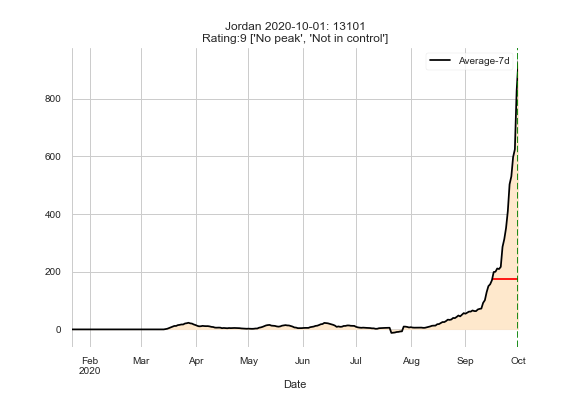 Jordan 2020-10-01: 13101
Rating:9 ['No peak', 'Not in control']
Average-7d
800
600
400
200
0
Feb Mar Apr May Jun Jul Aug Sep Oct
2020
Date